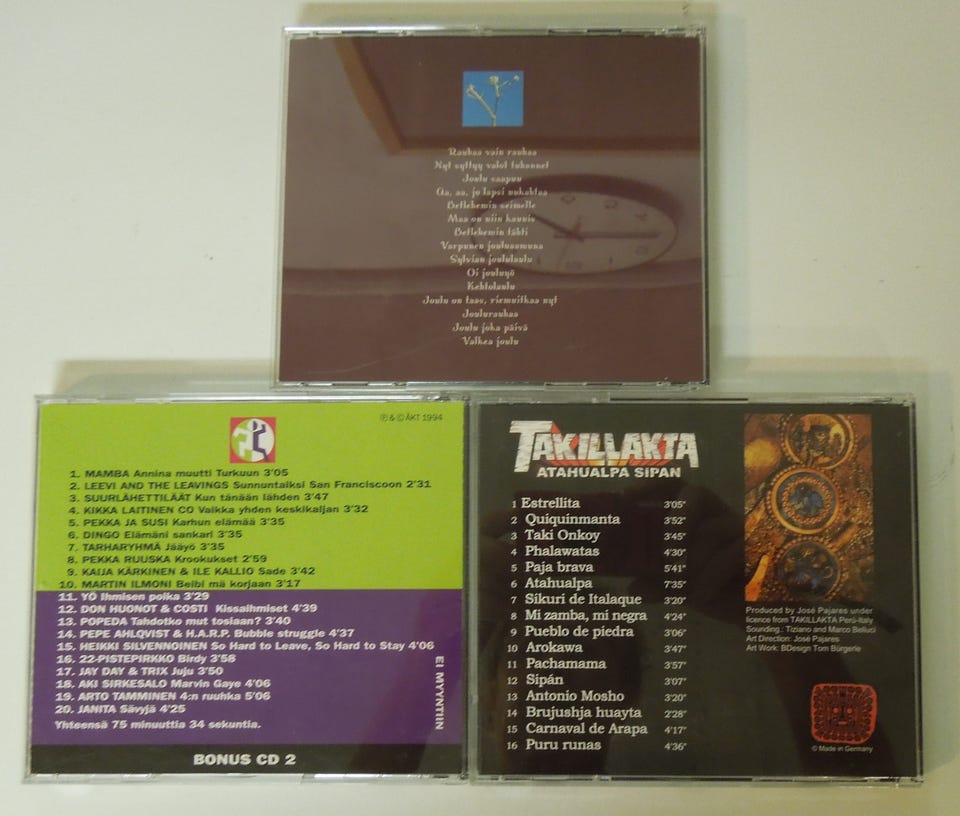 Rauhaa vain rauhaa
Nyt syttyy valot tuhannet
Joulu saapuu
Aa, aa, jo lapsi nukahtaa
Betlehemin seimelle
Maa on niin kaunis
Betlehemin tähti
Varpunen jouluaamuna
Sylvian joululaulu
Oi jouluyö
Kehtolaulu
Joulu on taas, riemuitkaa nyt
Joulurauhaa
Joulu joka päivä
Valkea joulu
℗ & © ÄKT 1994
1. MAMBA Annina muutti Turkuun 3'05
2. LEEVI AND THE LEAVINGS Sunnuntaiksi San Franciscoon 2'31
3. SUURLÄHETTILÄÄT Kun tänään lähden 3'47
4. KIKKA LAITINEN CO Vaikka yhden keskikaljan 3'32
5. PEKKA JA SUSI Karhun elämää 3'35
6. DINGO Elämäni sankari 3'35
7. TARHARYHMÄ Jääyö 3'35
8. PEKKA RUUSKA Krookukset 2'59
9. KAIJA KÄRKINEN & ILE KALLIO Sade 3'42
10. MARTIN ILMONI Beibi mä korjaan 3'17
11. YÖ Ihmisen poika 3'29
12. DON HUONOT & COSTI Kissaihmiset 4'39
13. POPEDA Tahdotko mut tosiaan? 3'40
14. PEPE AHLQVIST & H.A.R.P. Bubble struggle 4'37
15. HEIKKI SILVENNOINEN So Hard to Leave, So Hard to Stay 4'06
16. 22-PISTEPIRKKO Birdy 3'58
17. JAY DAY & TRIX Juju 3'50
18. AKI SIRKESALO Marvin Gaye 4'06
19. ARTO TAMMINEN 4:n ruuhka 5'06
20. JANITA Sävyjä 4'25
Yhteensä 75 minuuttia 34 sekuntia.
EI MYYNTIIN
BONUS CD 2
TAKILLAKTA
ATAHUALPA SIPAN
1 Estrellita 3'05"
2 Quiquinmanta 3'52"
3 Taki Onkoy 3'45"
4 Phalawatas 4'30"
5 Paja brava 5'41"
6 Atahualpa 7'35"
7 Sikuri de Italaque 3'20"
8 Mi zamba, mi negra 4'24"
9 Pueblo de piedra 3'06"
10 Arokawa 3'47"
11 Pachamama 3'57"
12 Sipán 3'07"
13 Antonio Mosho 3'20"
14 Brujushja huayta 2'28"
15 Carnaval de Arapa 4'17"
16 Puru runas 4'36"
Produced by José Pajares under
licence from TAKILLAKTA Perú-Italy
Sounding.: Tiziano and Marco Bellucí
Art Direction: José Pajares
Art Work: BDesign Tom Bürgerle
© Made in Germany